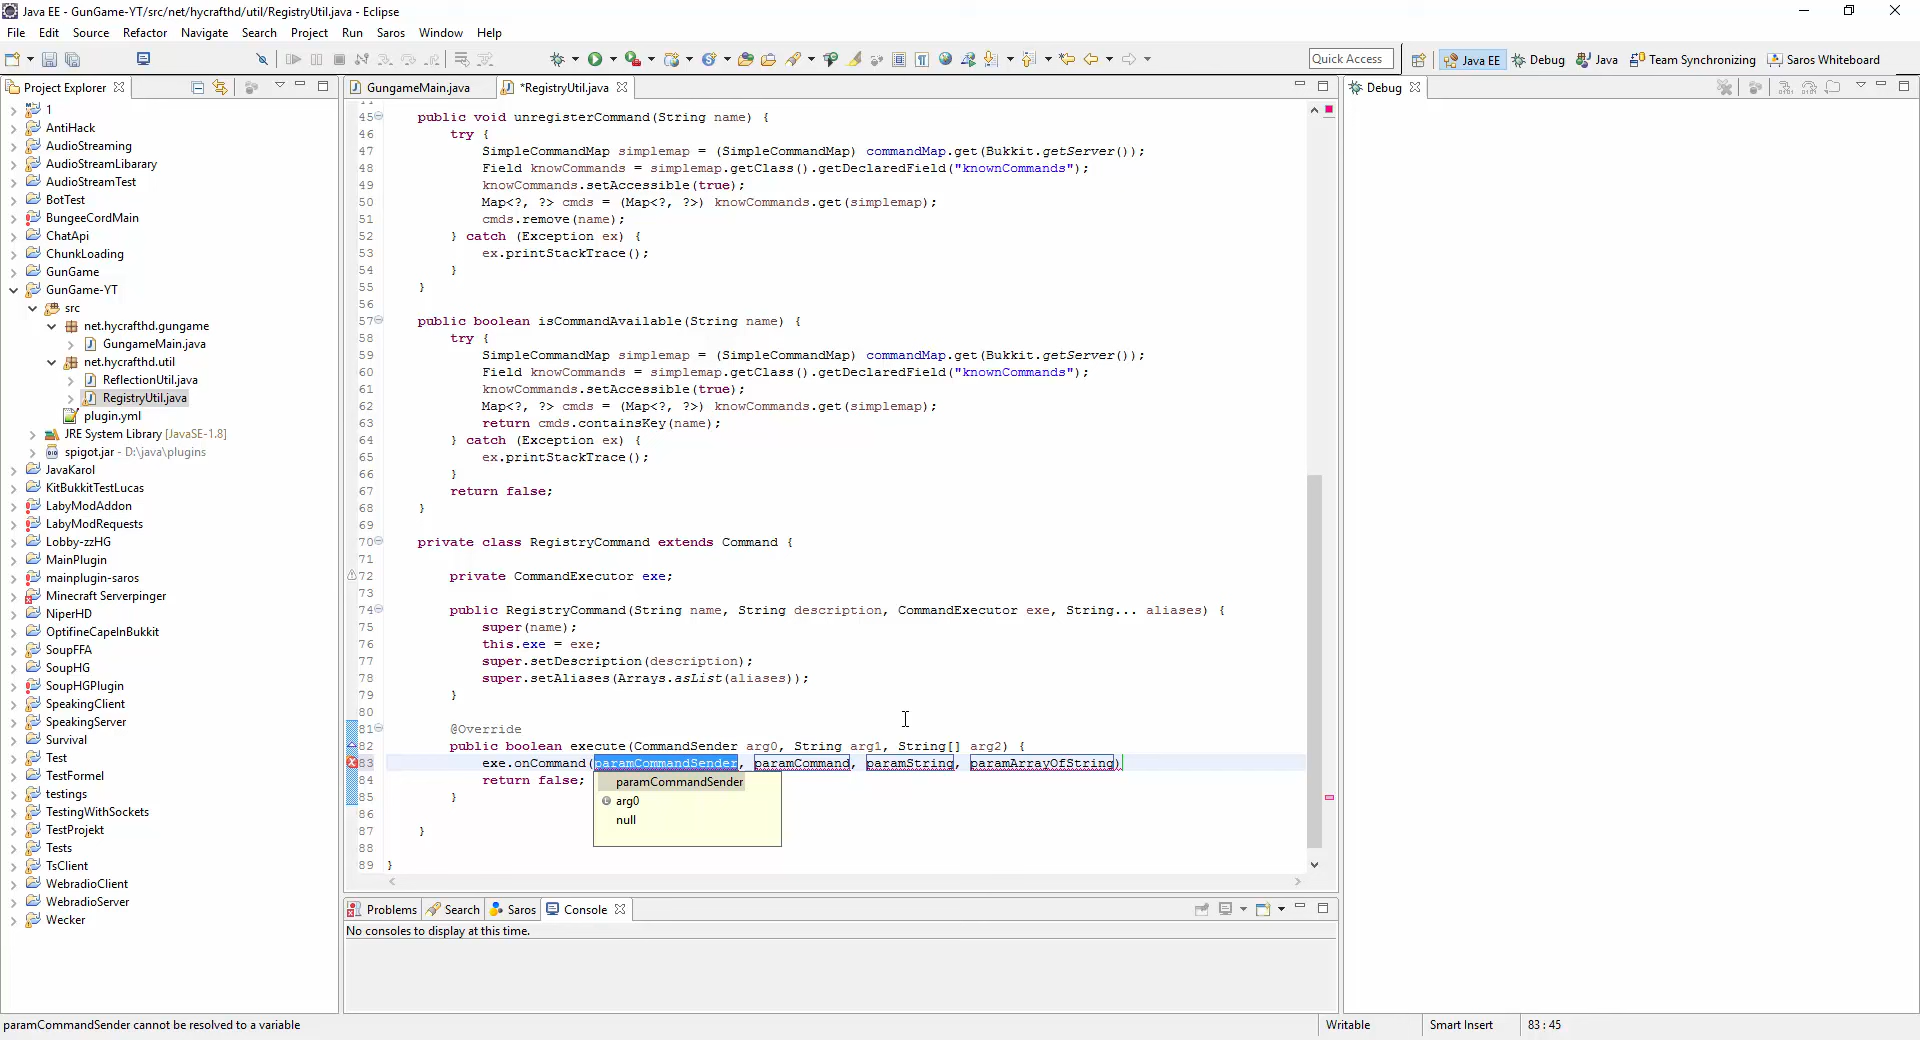 Java EE - GunGame-YT/src/net/hycrafthd/util/RegistryUtil.java - Eclipse
File Edit Source Refactor Navigate Search Project Run Saros Window Help
Quick Access Java EE Debug Java Team Synchronizing Saros Whiteboard
Project Explorer
1
AntiHack
AudioStreaming
AudioStreamLibarary
AudioStreamTest
BotTest
BungeeCordMain
ChatApi
ChunkLoading
GunGame
GunGame-YT
src
net.hycrafthd.gungame
GungameMain.java
net.hycrafthd.util
ReflectionUtil.java
RegistryUtil.java
plugin.yml
JRE System Library [JavaSE-1.8]
spigot.jar - D:\java\plugins
JavaKarol
KitBukkitTestLucas
LabyModAddon
LabyModRequests
Lobby-zzHG
MainPlugin
mainplugin-saros
Minecraft Serverpinger
NiperHD
OptifineCapeInBukkit
SoupFFA
SoupHG
SoupHGPlugin
SpeakingClient
SpeakingServer
Survival
Test
TestFormel
testings
TestingWithSockets
TestProjekt
Tests
TsClient
WebradioClient
WebradioServer
Wecker
GungameMain.java *RegistryUtil.java
45 public void unregisterCommand(String name) {
46 try {
47 SimpleCommandMap simplemap = (SimpleCommandMap) commandMap.get(Bukkit.getServer());
48 Field knowCommands = simplemap.getClass().getDeclaredField("knownCommands");
49 knowCommands.setAccessible(true);
50 Map<?, ?> cmds = (Map<?, ?>) knowCommands.get(simplemap);
51 cmds.remove(name);
52 } catch (Exception ex) {
53 ex.printStackTrace();
54 }
55 }
56
57 public boolean isCommandAvailable(String name) {
58 try {
59 SimpleCommandMap simplemap = (SimpleCommandMap) commandMap.get(Bukkit.getServer());
60 Field knowCommands = simplemap.getClass().getDeclaredField("knownCommands");
61 knowCommands.setAccessible(true);
62 Map<?, ?> cmds = (Map<?, ?>) knowCommands.get(simplemap);
63 return cmds.containsKey(name);
64 } catch (Exception ex) {
65 ex.printStackTrace();
66 }
67 return false;
68 }
69
70 private class RegistryCommand extends Command {
71
72 private CommandExecutor exe;
73
74 public RegistryCommand(String name, String description, CommandExecutor exe, String... aliases) {
75 super(name);
76 this.exe = exe;
77 super.setDescription(description);
78 super.setAliases(Arrays.asList(aliases));
79 }
80
81 @Override
82 public boolean execute(CommandSender arg0, String arg1, String[] arg2) {
83 exe.onCommand(paramCommandSender, paramCommand, paramString, paramArrayOfString)
84 return false;
85 }
86
87 }
88
89 }
paramCommandSender
arg0
null
Problems Search Saros Console
No consoles to display at this time.
Debug
paramCommandSender cannot be resolved to a variable
Writable Smart Insert 83 : 45